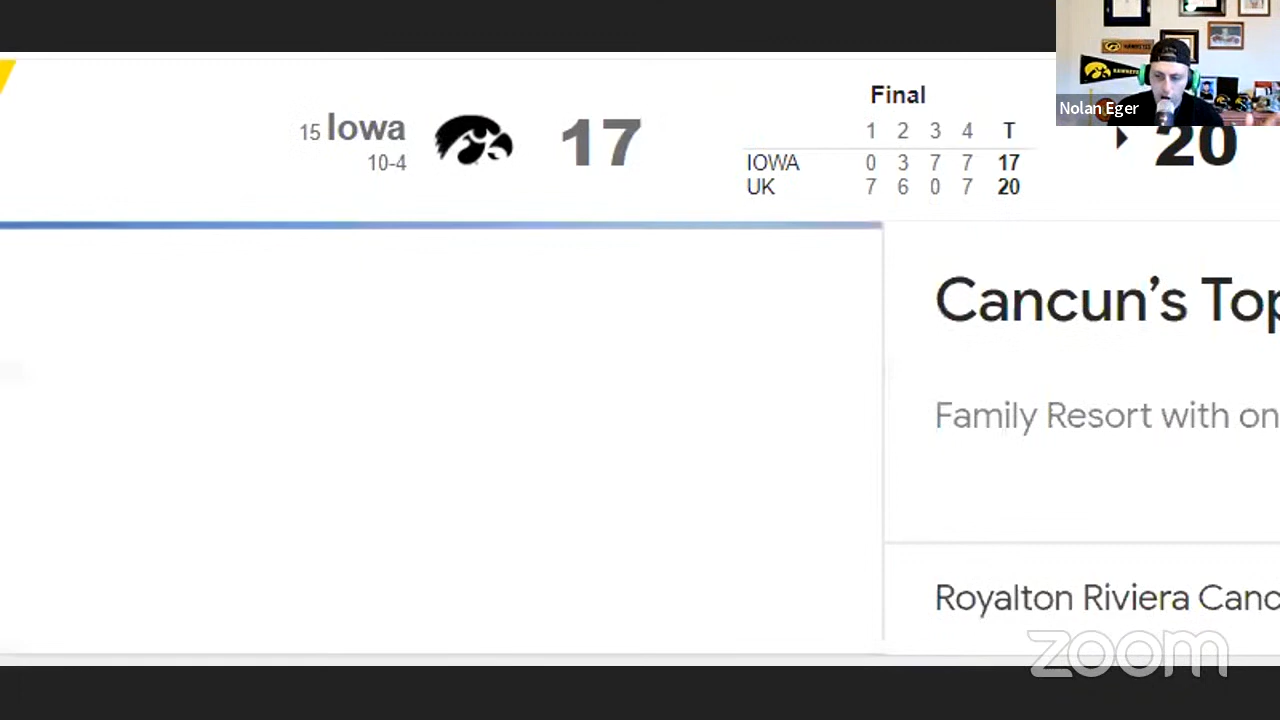 15 Iowa
10-4
17
Final
1 2 3 4 T
IOWA 0 3 7 7 17
UK 7 6 0 7 20
20
Nolan Eger
Cancun’s Top
Family Resort with on
Royalton Riviera Canc
zoom